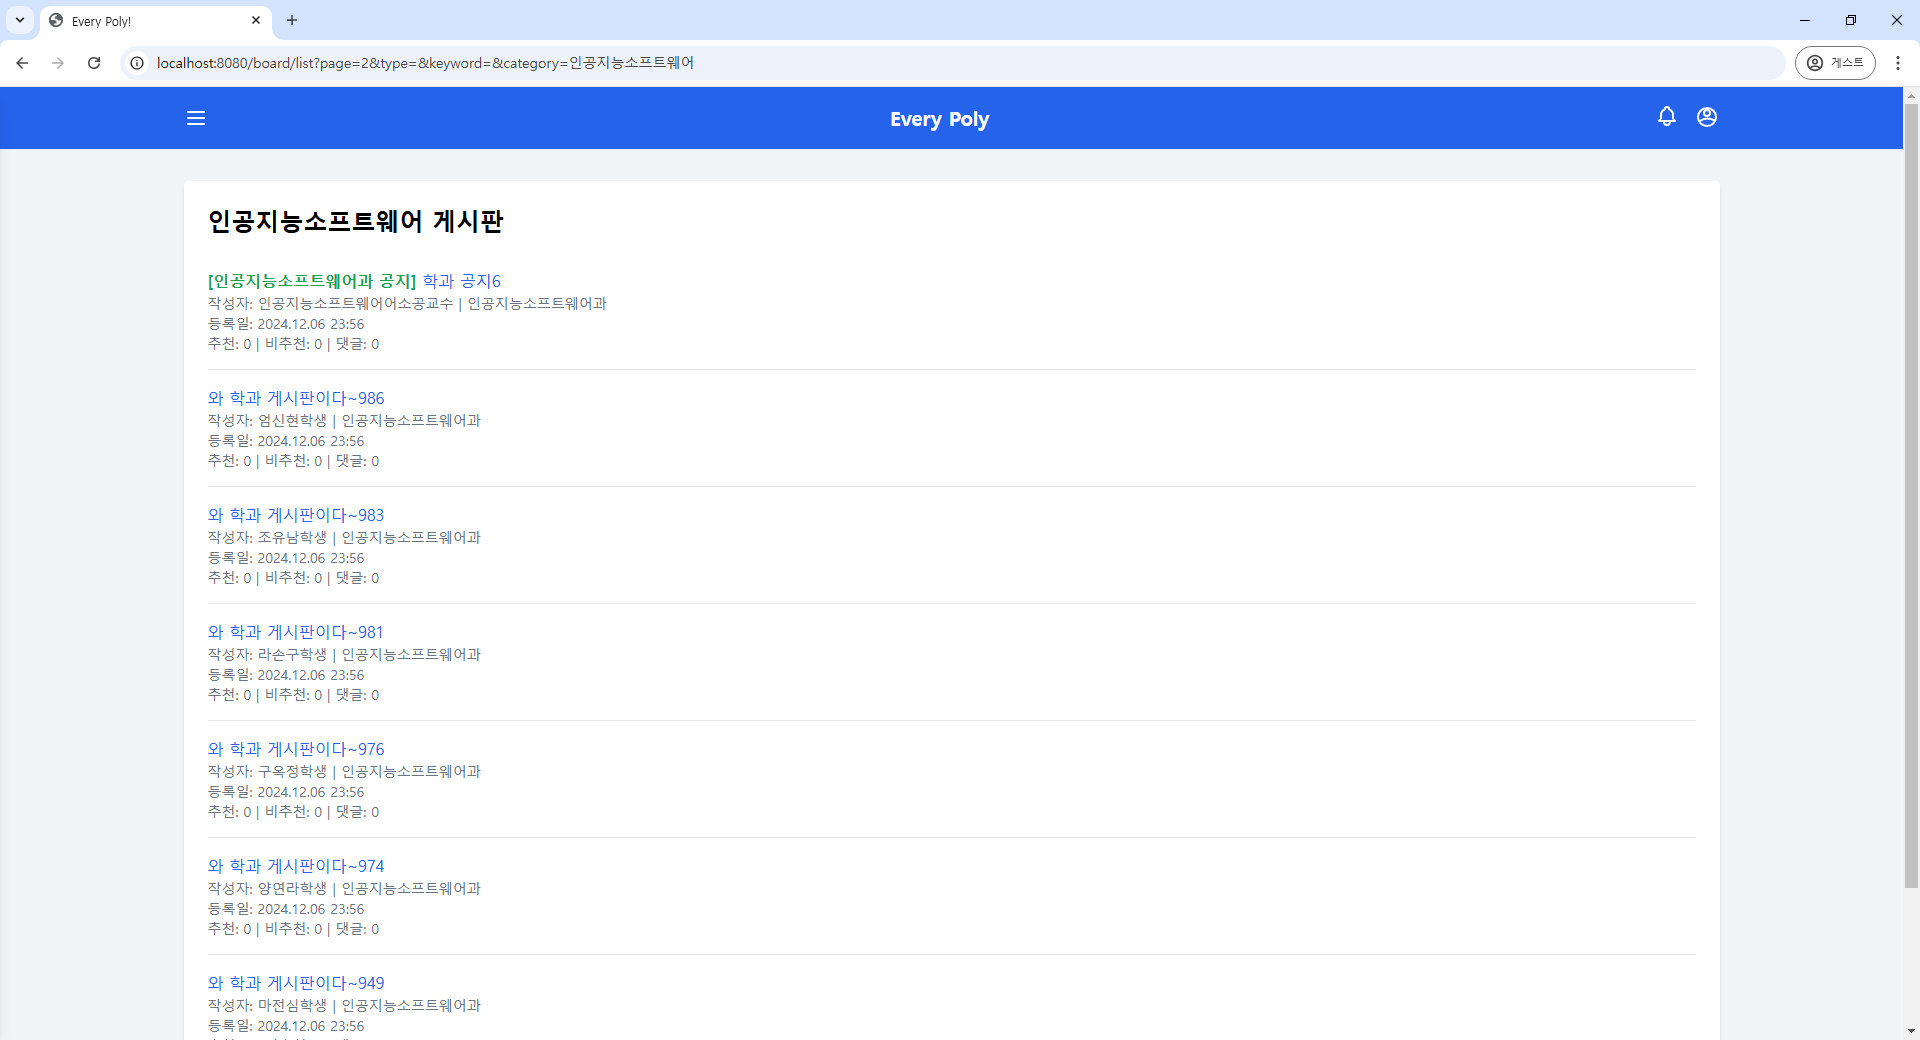 Every Poly!
localhost:8080/board/list?page=2&type=&keyword=&category=인공지능소프트웨어
게스트
Every Poly
인공지능소프트웨어 게시판
[인공지능소프트웨어과 공지] 학과 공지6
작성자: 인공지능소프트웨어어소공교수 | 인공지능소프트웨어과
등록일: 2024.12.06 23:56
추천: 0 | 비추천: 0 | 댓글: 0
와 학과 게시판이다~986
작성자: 엄신현학생 | 인공지능소프트웨어과
등록일: 2024.12.06 23:56
추천: 0 | 비추천: 0 | 댓글: 0
와 학과 게시판이다~983
작성자: 조유남학생 | 인공지능소프트웨어과
등록일: 2024.12.06 23:56
추천: 0 | 비추천: 0 | 댓글: 0
와 학과 게시판이다~981
작성자: 라손구학생 | 인공지능소프트웨어과
등록일: 2024.12.06 23:56
추천: 0 | 비추천: 0 | 댓글: 0
와 학과 게시판이다~976
작성자: 구옥정학생 | 인공지능소프트웨어과
등록일: 2024.12.06 23:56
추천: 0 | 비추천: 0 | 댓글: 0
와 학과 게시판이다~974
작성자: 양연라학생 | 인공지능소프트웨어과
등록일: 2024.12.06 23:56
추천: 0 | 비추천: 0 | 댓글: 0
와 학과 게시판이다~949
작성자: 마전심학생 | 인공지능소프트웨어과
등록일: 2024.12.06 23:56